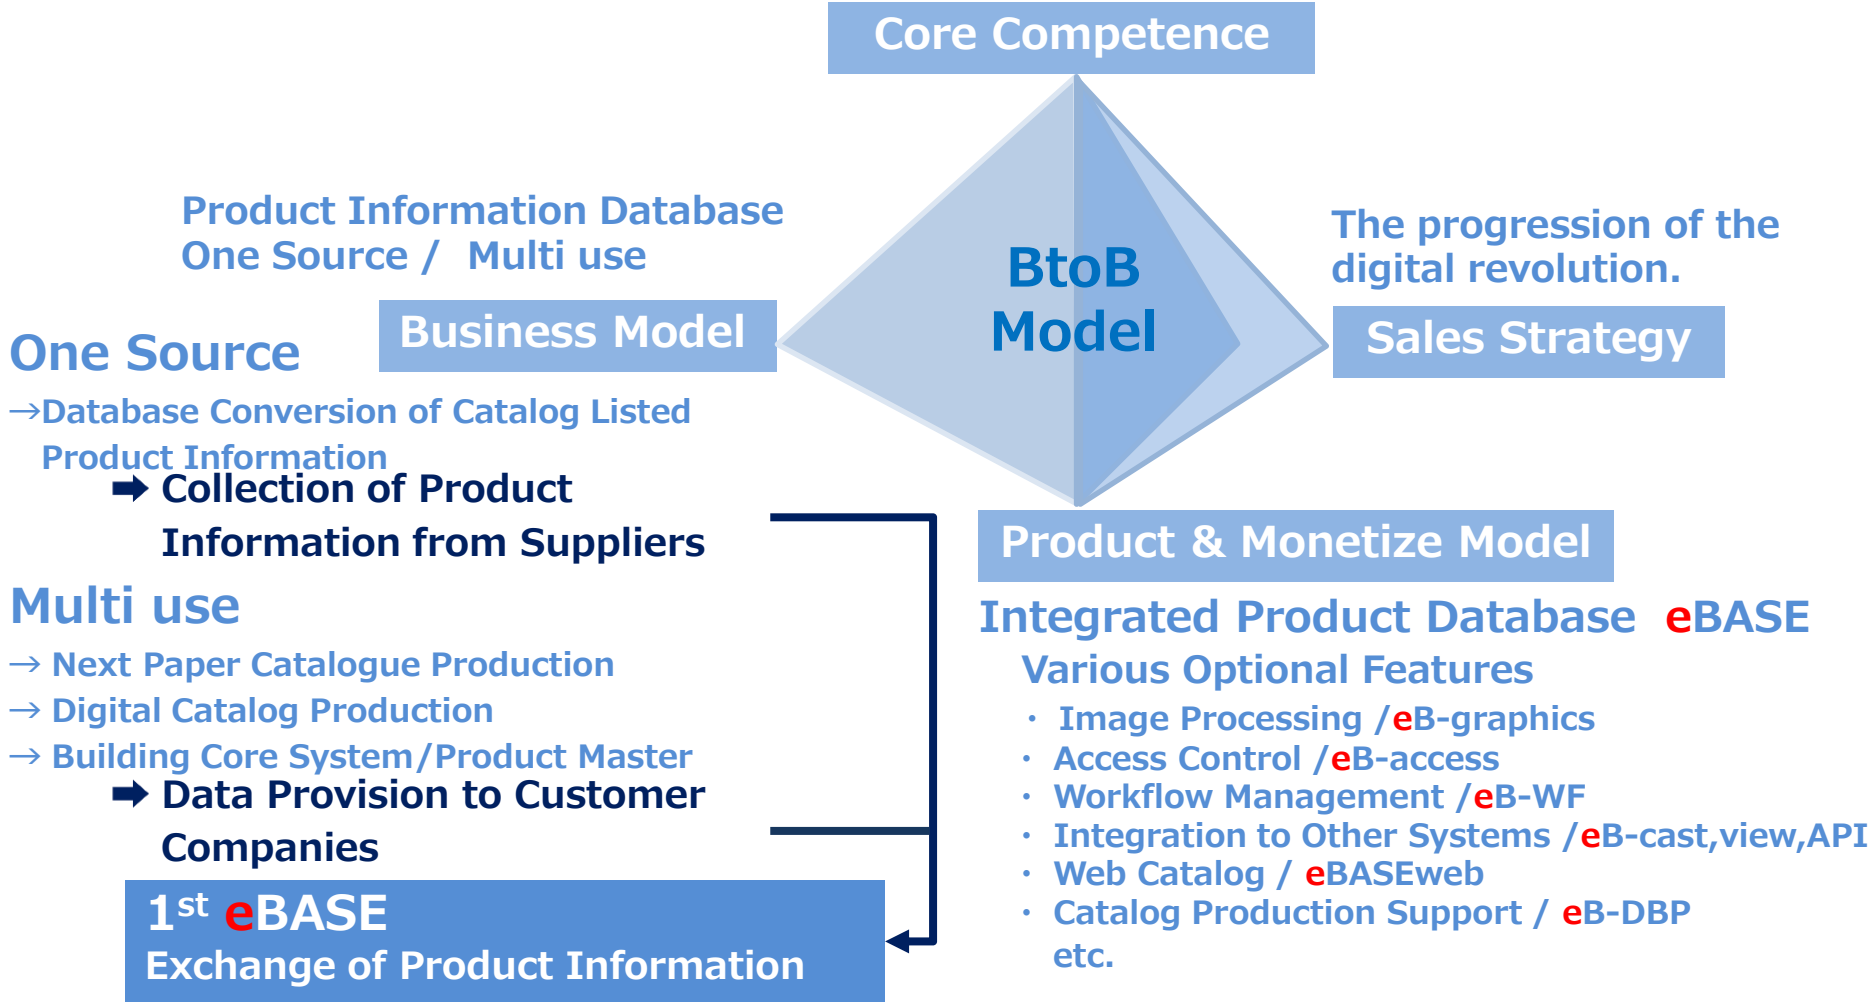 Core Competence
Product Information Database
One Source / Multi use
Business Model
BtoB
Model
The progression of the
digital revolution.
Sales Strategy
One Source
→Database Conversion of Catalog Listed
Product Information
➡ Collection of Product
Information from Suppliers
Multi use
→ Next Paper Catalogue Production
→ Digital Catalog Production
→ Building Core System/Product Master
➡ Data Provision to Customer
Companies
1st eBASE
Exchange of Product Information
Product & Monetize Model
Integrated Product Database eBASE
Various Optional Features
・ Image Processing /eB-graphics
・ Access Control /eB-access
・ Workflow Management /eB-WF
・ Integration to Other Systems /eB-cast,view,API
・ Web Catalog / eBASEweb
・ Catalog Production Support / eB-DBP
etc.